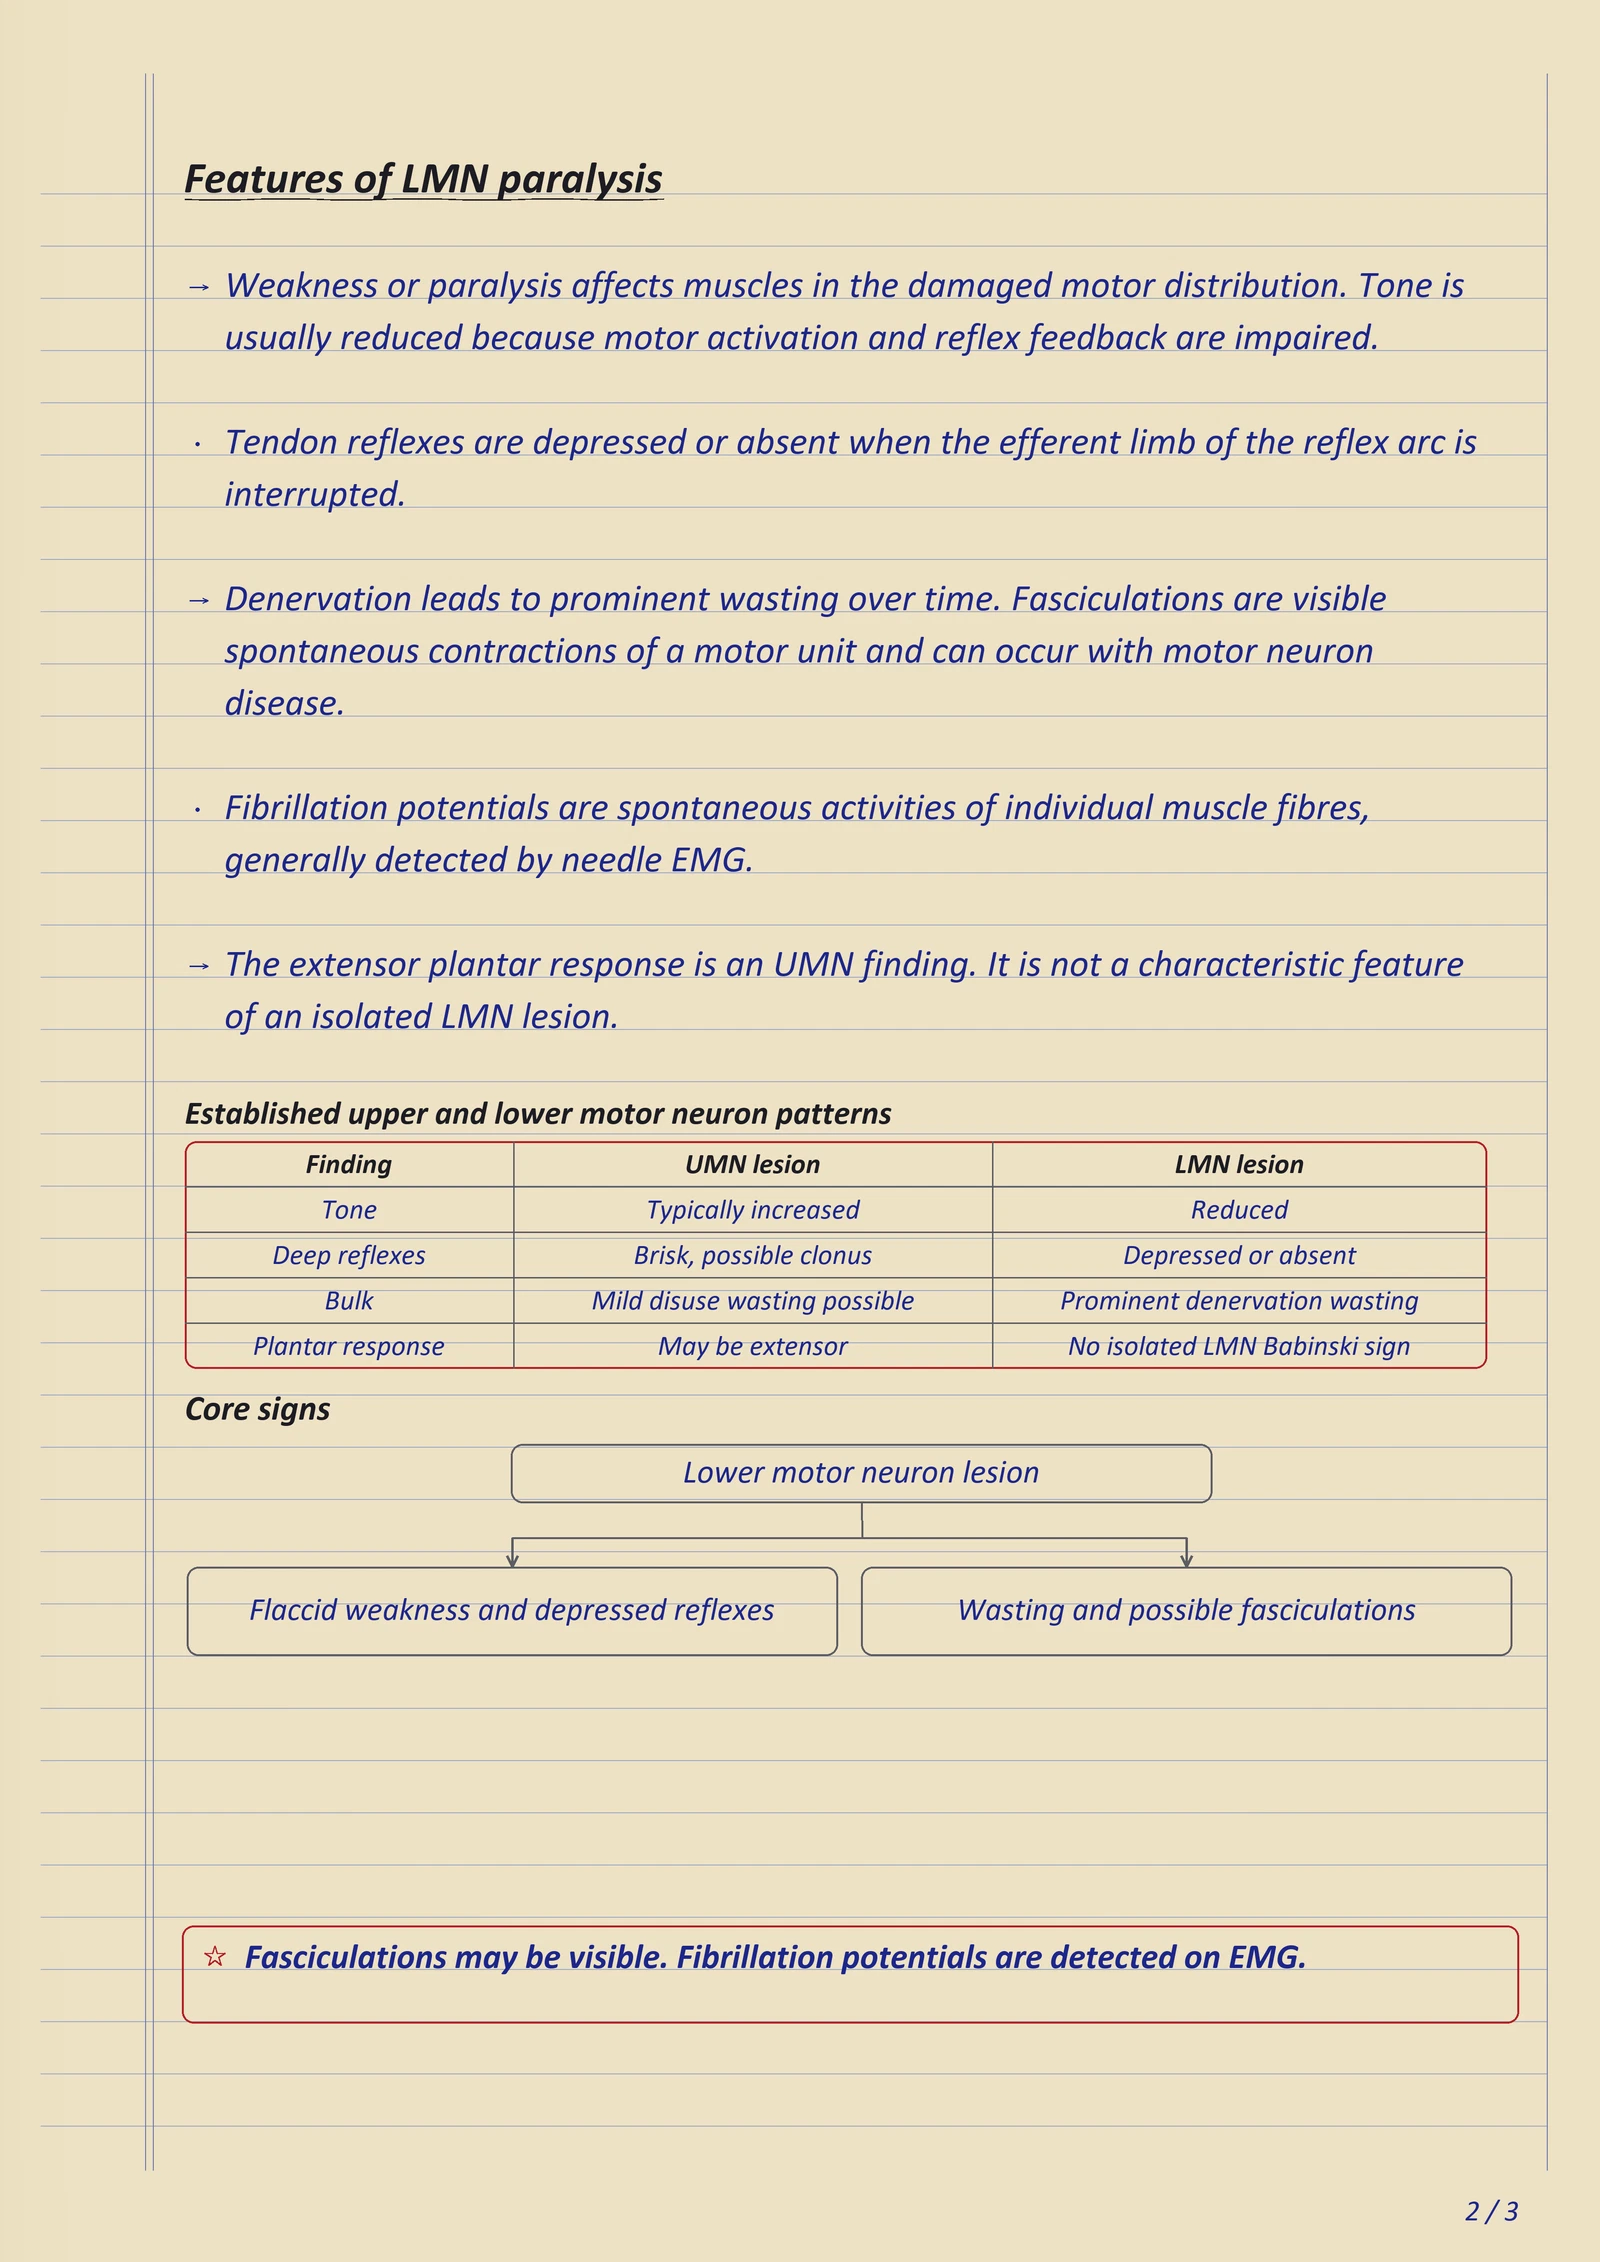 Features of LMN paralysis
→ Weakness or paralysis affects muscles in the damaged motor distribution. Tone is
usually reduced because motor activation and reflex feedback are impaired.
· Tendon reflexes are depressed or absent when the efferent limb of the reflex arc is
interrupted.
→ Denervation leads to prominent wasting over time. Fasciculations are visible
spontaneous contractions of a motor unit and can occur with motor neuron
disease.
· Fibrillation potentials are spontaneous activities of individual muscle fibres,
generally detected by needle EMG.
→ The extensor plantar response is an UMN finding. It is not a characteristic feature
of an isolated LMN lesion.
Established upper and lower motor neuron patterns
Finding UMN lesion LMN lesion
Tone Typically increased Reduced
Deep reflexes Brisk, possible clonus Depressed or absent
Bulk Mild disuse wasting possible Prominent denervation wasting
Plantar response May be extensor No isolated LMN Babinski sign
Core signs
Lower motor neuron lesion
Flaccid weakness and depressed reflexes Wasting and possible fasciculations
☆ Fasciculations may be visible. Fibrillation potentials are detected on EMG.
2 / 3